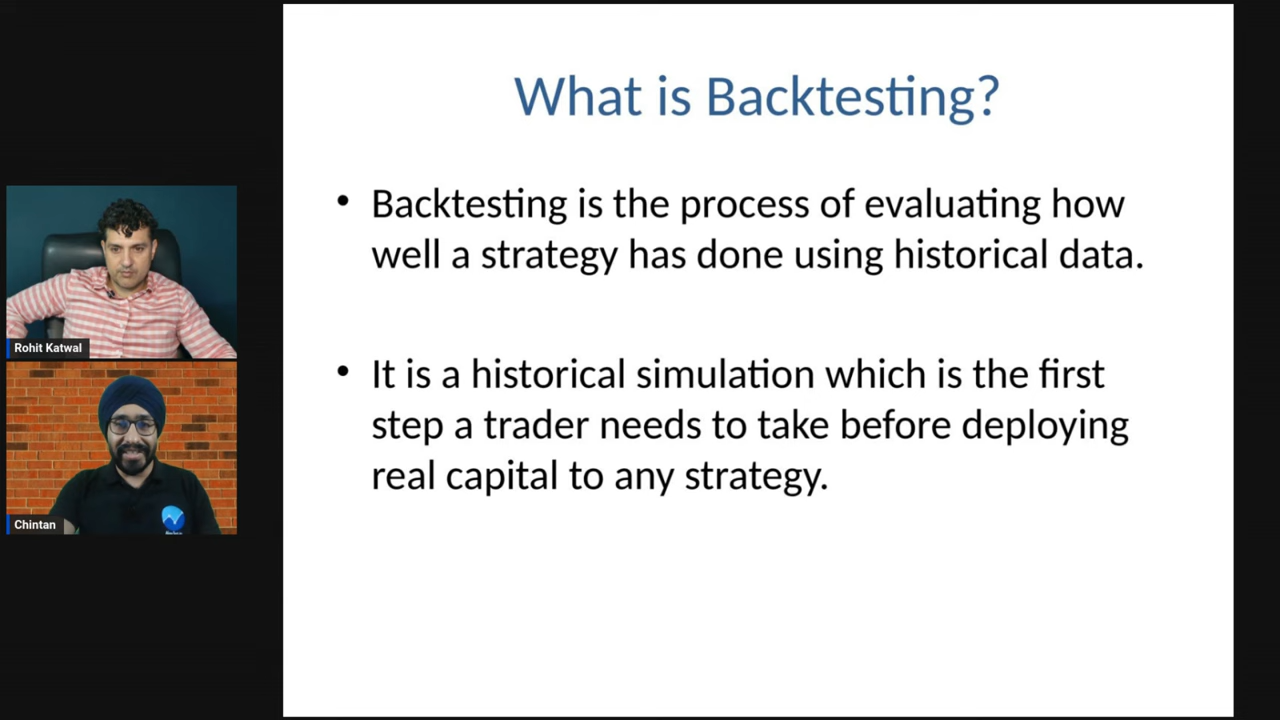 What is Backtesting?
• Backtesting is the process of evaluating how
well a strategy has done using historical data.
• It is a historical simulation which is the first
step a trader needs to take before deploying
real capital to any strategy.
Rohit Katwal
Chintan